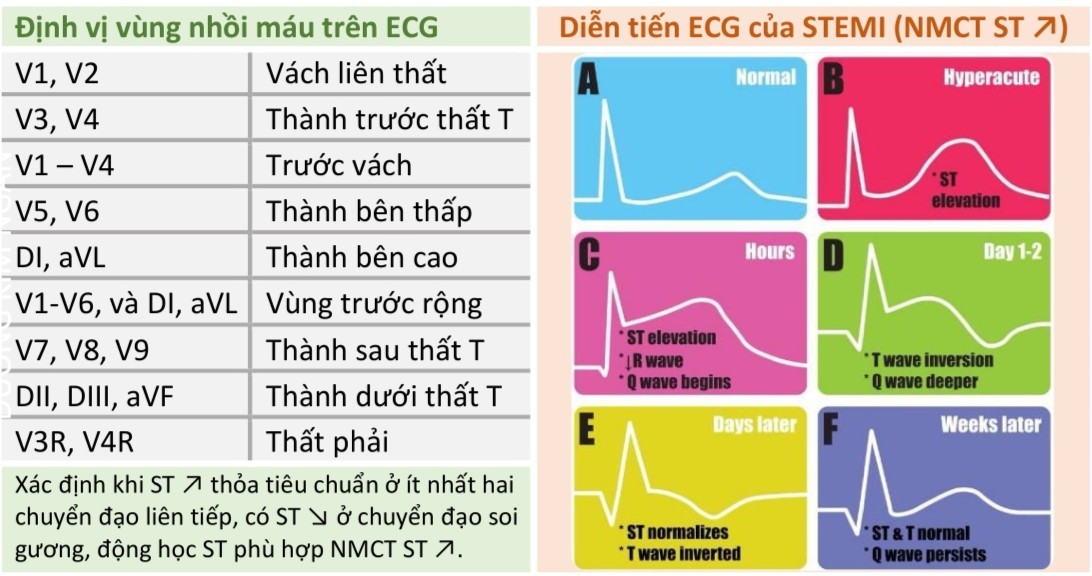 Định vị vùng nhồi máu trên ECG
V1, V2 Vách liên thất
V3, V4 Thành trước thất T
V1 – V4 Trước vách
V5, V6 Thành bên thấp
DI, aVL Thành bên cao
V1-V6, và DI, aVL Vùng trước rộng
V7, V8, V9 Thành sau thất T
DII, DIII, aVF Thành dưới thất T
V3R, V4R Thất phải
Xác định khi ST ↗ thỏa tiêu chuẩn ở ít nhất hai
chuyển đạo liên tiếp, có ST ↘ ở chuyển đạo soi
gương, động học ST phù hợp NMCT ST ↗.
Diễn tiến ECG của STEMI (NMCT ST ↗)
A Normal
B Hyperacute
* ST
elevation
C Hours
* ST elevation
* ↓R wave
* Q wave begins
D Day 1-2
* T wave inversion
* Q wave deeper
E Days later
* ST normalizes
* T wave inverted
F Weeks later
* ST & T normal
* Q wave persists